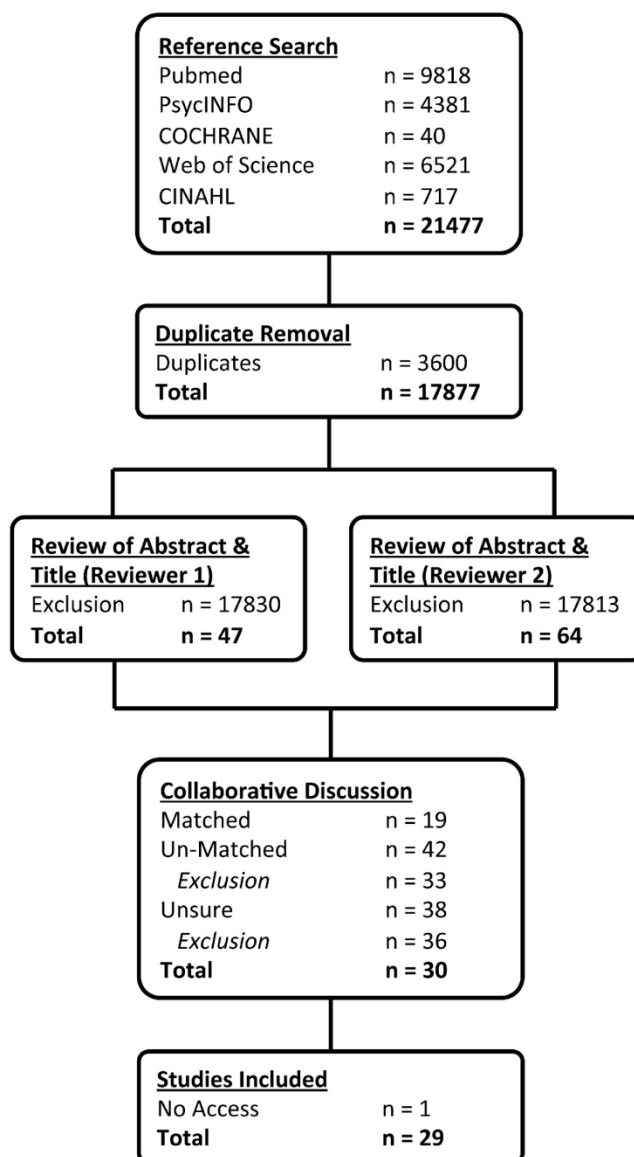 Reference Search
Pubmed n = 9818
PsycINFO n = 4381
COCHRANE n = 40
Web of Science n = 6521
CINAHL n = 717
Total n = 21477
Duplicate Removal
Duplicates n = 3600
Total n = 17877
Review of Abstract &
Title (Reviewer 1)
Exclusion n = 17830
Total n = 47
Review of Abstract &
Title (Reviewer 2)
Exclusion n = 17813
Total n = 64
Collaborative Discussion
Matched n = 19
Un-Matched n = 42
Exclusion n = 33
Unsure n = 38
Exclusion n = 36
Total n = 30
Studies Included
No Access n = 1
Total n = 29